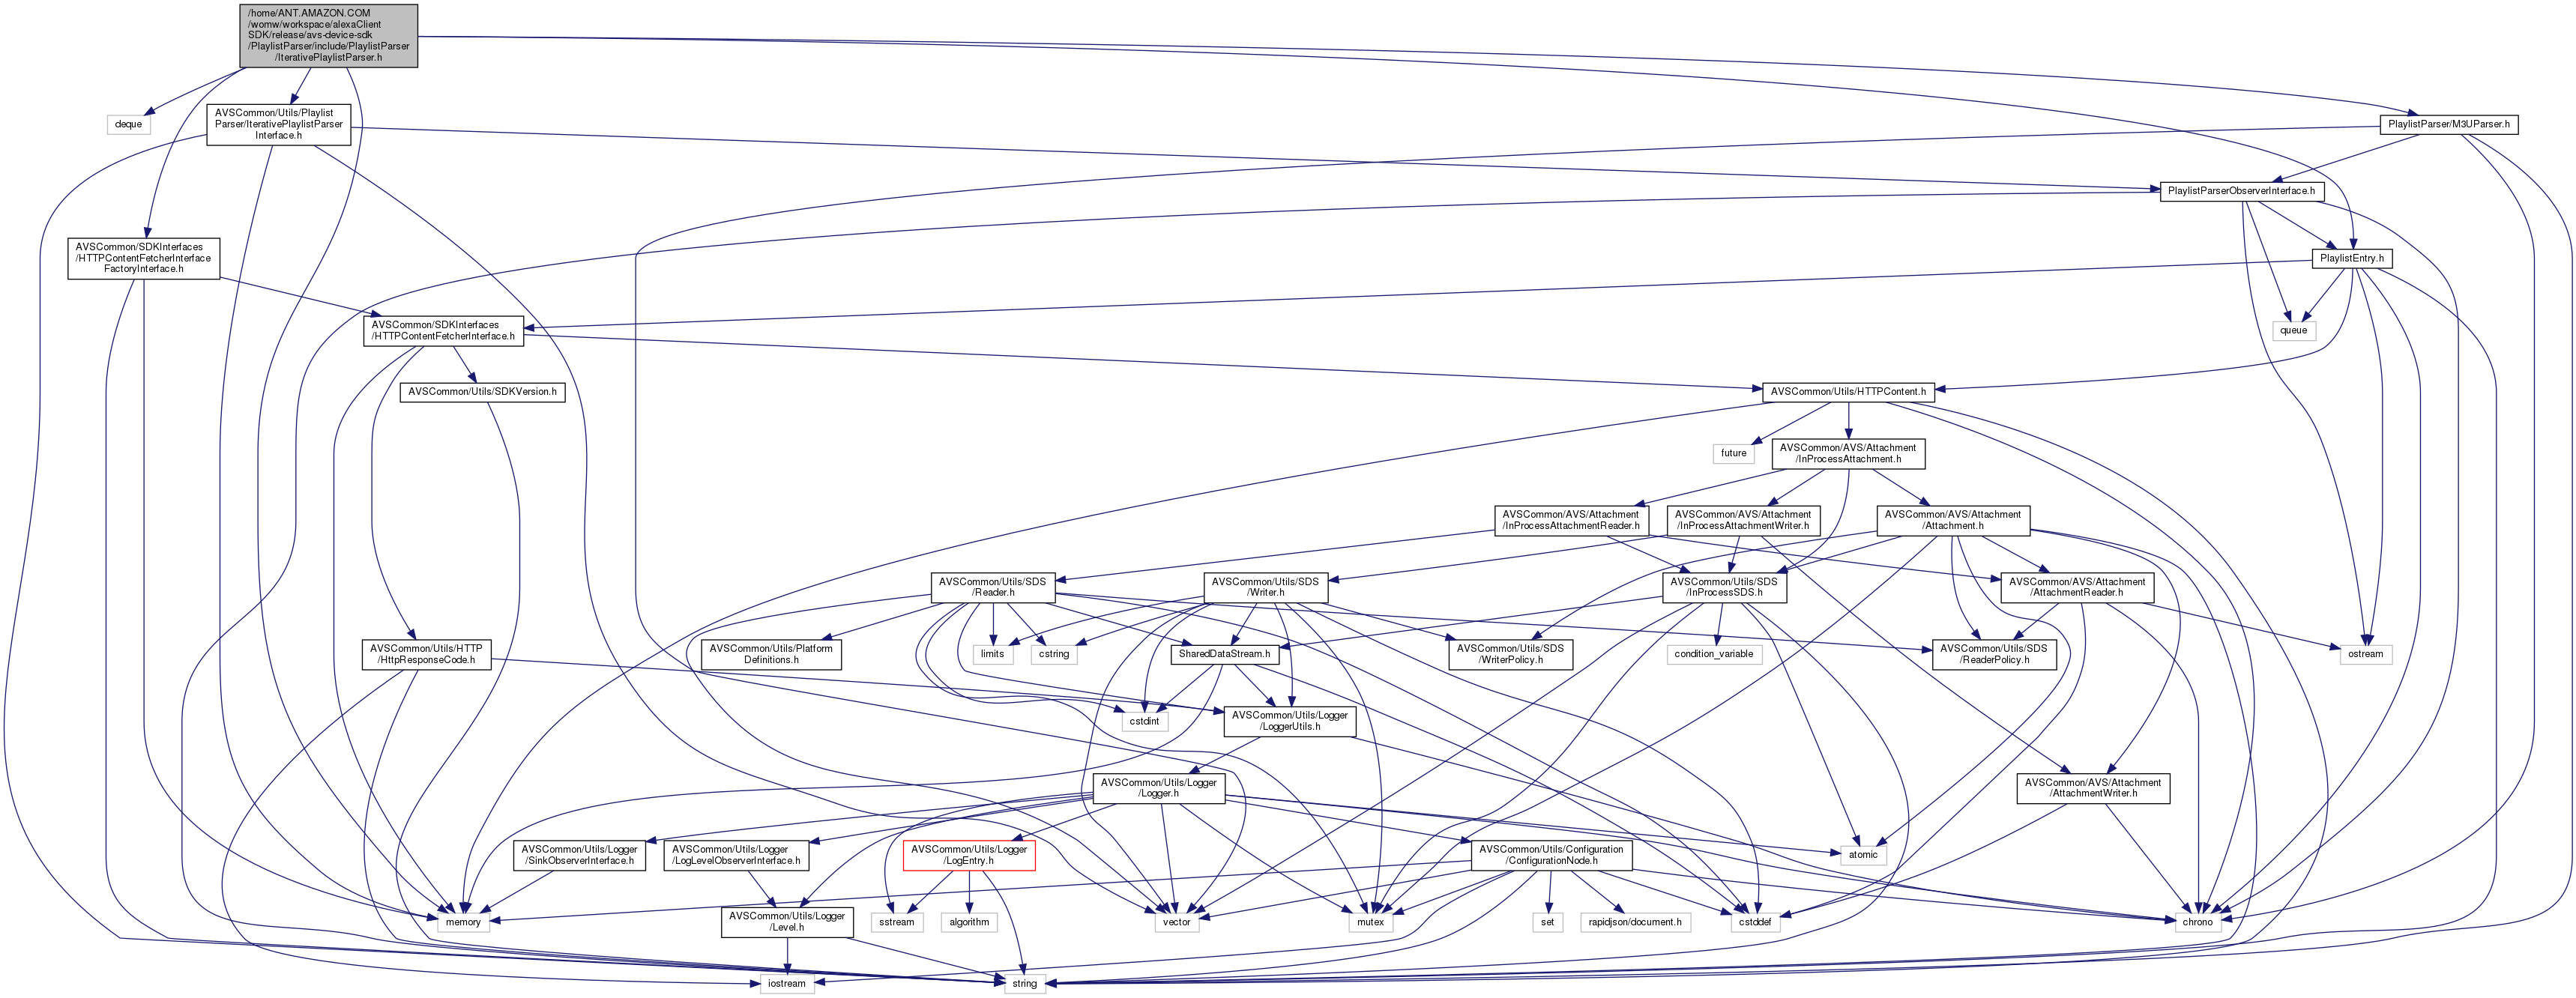 /home/ANT.AMAZON.COM
/womw/workspace/alexaClient
SDK/release/avs-device-sdk
/PlaylistParser/include/PlaylistParser
/IterativePlaylistParser.h
deque
AVSCommon/Utils/Playlist
Parser/IterativePlaylistParser
Interface.h
PlaylistParser/M3UParser.h
PlaylistParserObserverInterface.h
AVSCommon/SDKInterfaces
/HTTPContentFetcherInterface
FactoryInterface.h
PlaylistEntry.h
AVSCommon/SDKInterfaces
/HTTPContentFetcherInterface.h
queue
AVSCommon/Utils/SDKVersion.h
AVSCommon/Utils/HTTPContent.h
future
AVSCommon/AVS/Attachment
/InProcessAttachment.h
AVSCommon/AVS/Attachment
/InProcessAttachmentReader.h
AVSCommon/AVS/Attachment
/InProcessAttachmentWriter.h
AVSCommon/AVS/Attachment
/Attachment.h
AVSCommon/Utils/SDS
/Reader.h
AVSCommon/Utils/SDS
/Writer.h
AVSCommon/Utils/SDS
/InProcessSDS.h
AVSCommon/AVS/Attachment
/AttachmentReader.h
AVSCommon/Utils/HTTP
/HttpResponseCode.h
AVSCommon/Utils/Platform
Definitions.h
limits
cstring
SharedDataStream.h
AVSCommon/Utils/SDS
/WriterPolicy.h
condition_variable
AVSCommon/Utils/SDS
/ReaderPolicy.h
ostream
cstdint
AVSCommon/Utils/Logger
/LoggerUtils.h
AVSCommon/Utils/Logger
/Logger.h
AVSCommon/AVS/Attachment
/AttachmentWriter.h
AVSCommon/Utils/Logger
/SinkObserverInterface.h
AVSCommon/Utils/Logger
/LogLevelObserverInterface.h
AVSCommon/Utils/Logger
/LogEntry.h
AVSCommon/Utils/Configuration
/ConfigurationNode.h
atomic
memory
AVSCommon/Utils/Logger
/Level.h
sstream
algorithm
vector
mutex
set
rapidjson/document.h
cstddef
chrono
iostream
string